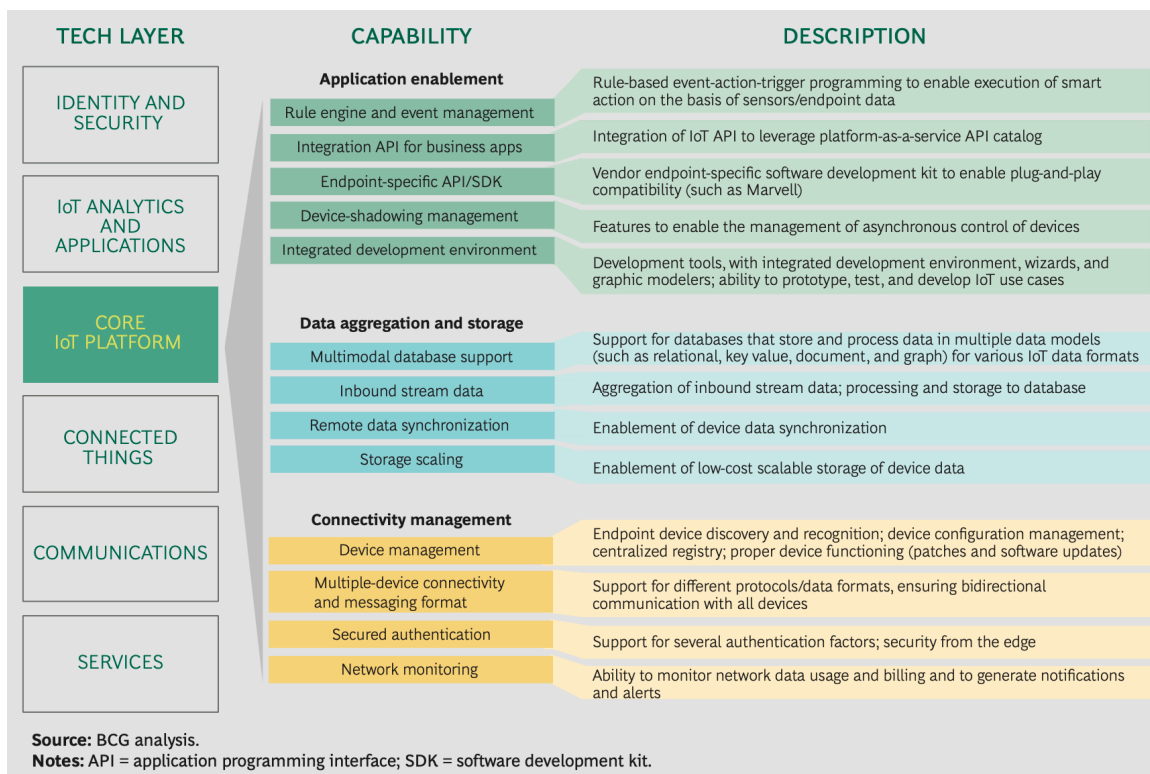 TECH LAYER
CAPABILITY
DESCRIPTION
IDENTITY AND
SECURITY
IoT ANALYTICS
AND
APPLICATIONS
CORE
IoT PLATFORM
CONNECTED
THINGS
COMMUNICATIONS
SERVICES
Application enablement
Rule engine and event management
Rule-based event-action-trigger programming to enable execution of smart
action on the basis of sensors/endpoint data
Integration API for business apps
Integration of IoT API to leverage platform-as-a-service API catalog
Endpoint-specific API/SDK
Vendor endpoint-specific software development kit to enable plug-and-play
compatibility (such as Marvell)
Device-shadowing management
Features to enable the management of asynchronous control of devices
Integrated development environment
Development tools, with integrated development environment, wizards, and
graphic modelers; ability to prototype, test, and develop IoT use cases
Data aggregation and storage
Multimodal database support
Support for databases that store and process data in multiple data models
(such as relational, key value, document, and graph) for various IoT data formats
Inbound stream data
Aggregation of inbound stream data; processing and storage to database
Remote data synchronization
Enablement of device data synchronization
Storage scaling
Enablement of low-cost scalable storage of device data
Connectivity management
Device management
Endpoint device discovery and recognition; device configuration management;
centralized registry; proper device functioning (patches and software updates)
Multiple-device connectivity
and messaging format
Support for different protocols/data formats, ensuring bidirectional
communication with all devices
Secured authentication
Support for several authentication factors; security from the edge
Network monitoring
Ability to monitor network data usage and billing and to generate notifications
and alerts
Source: BCG analysis.
Notes: API = application programming interface; SDK = software development kit.